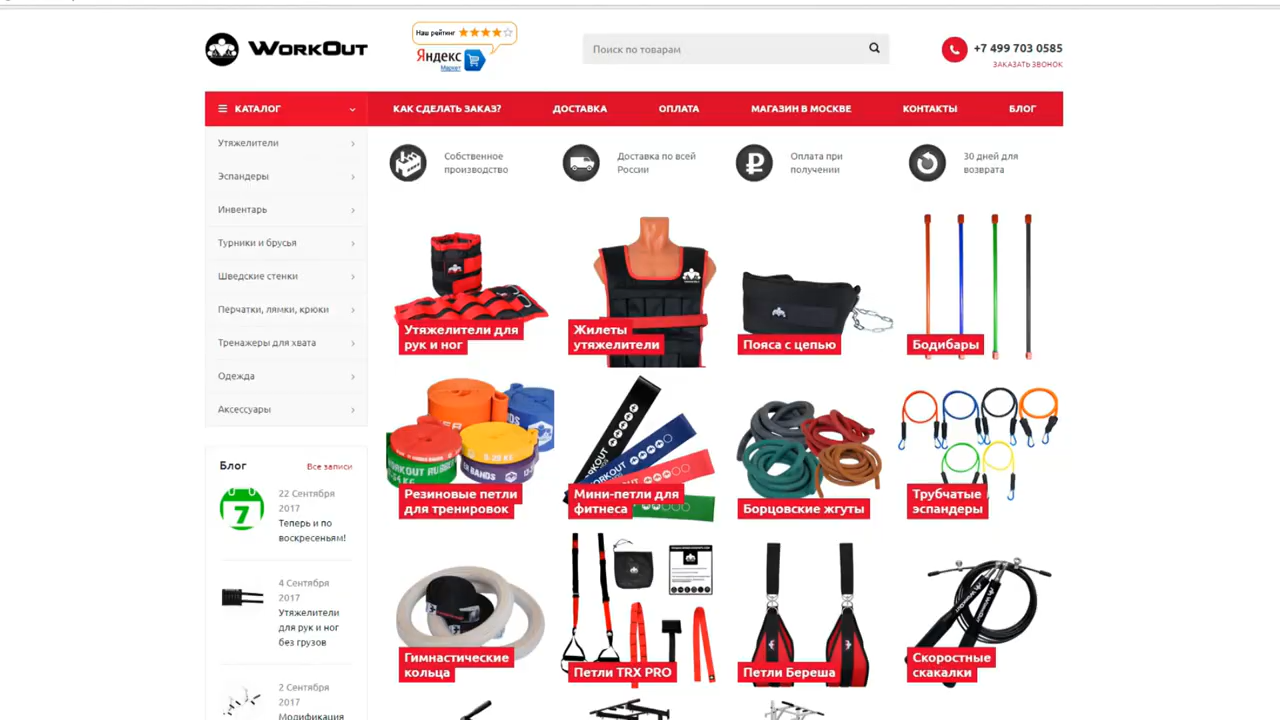 WORKOUT
Наш рейтинг
Яндекс
Маркет
Поиск по товарам
+7 499 703 0585
ЗАКАЗАТЬ ЗВОНОК
КАТАЛОГ
КАК СДЕЛАТЬ ЗАКАЗ?
ДОСТАВКА
ОПЛАТА
МАГАЗИН В МОСКВЕ
КОНТАКТЫ
БЛОГ
Утяжелители
Эспандеры
Инвентарь
Турники и брусья
Шведские стенки
Перчатки, лямки, крюки
Тренажеры для хвата
Одежда
Аксессуары
Собственное
производство
Доставка по всей
России
Оплата при
получении
30 дней для
возврата
Утяжелители для
рук и ног
Жилеты
утяжелители
Пояса с цепью
Бодибары
Резиновые петли
для тренировок
Мини-петли для
фитнеса
Борцовские жгуты
Трубчатые
эспандеры
Гимнастические
кольца
Петли TRX PRO
Петли Береша
Скоростные
скакалки
Блог
Все записи
7
22 Сентября
2017
Теперь и по
воскресеньям!
4 Сентября
2017
Утяжелители
для рук и ног
без грузов
2 Сентября
2017
Модификация